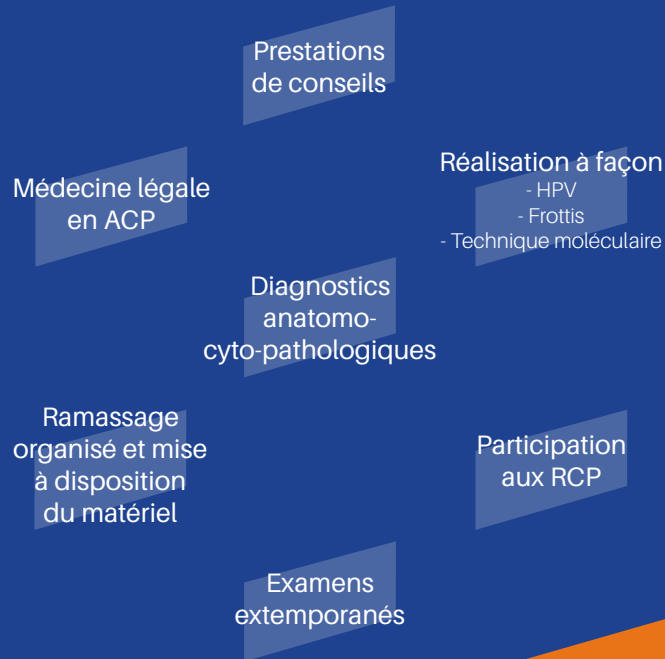 Prestations
de conseils
Médecine légale
en ACP
Réalisation à façon
- HPV
- Frottis
- Technique moléculaire
Diagnostics
anatomo-
cyto-pathologiques
Ramassage
organisé et mise
à disposition
du matériel
Participation
aux RCP
Examens
extemporanés